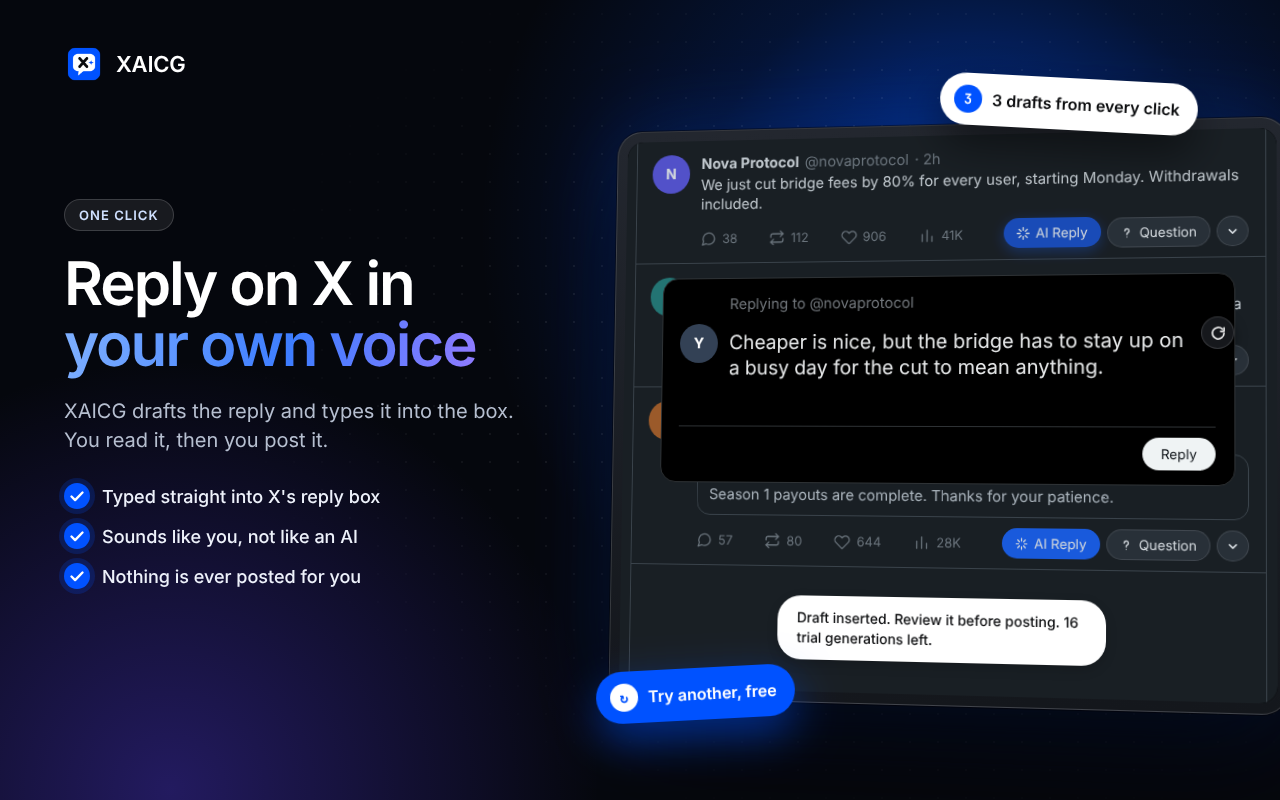 XAICG
ONE CLICK
Reply on X in
your own voice
XAICG drafts the reply and types it into the box.
You read it, then you post it.
Typed straight into X's reply box
Sounds like you, not like an AI
Nothing is ever posted for you
3 3 drafts from every click
N
Nova Protocol @novaprotocol · 2h
We just cut bridge fees by 80% for every user, starting Monday. Withdrawals
included.
38 112 906 41K AI Reply ? Question
a
Replying to @novaprotocol
Y
Cheaper is nice, but the bridge has to stay up on
a busy day for the cut to mean anything.
Reply
Season 1 payouts are complete. Thanks for your patience.
57 80 644 28K AI Reply ? Question
Draft inserted. Review it before posting. 16
trial generations left.
↻ Try another, free